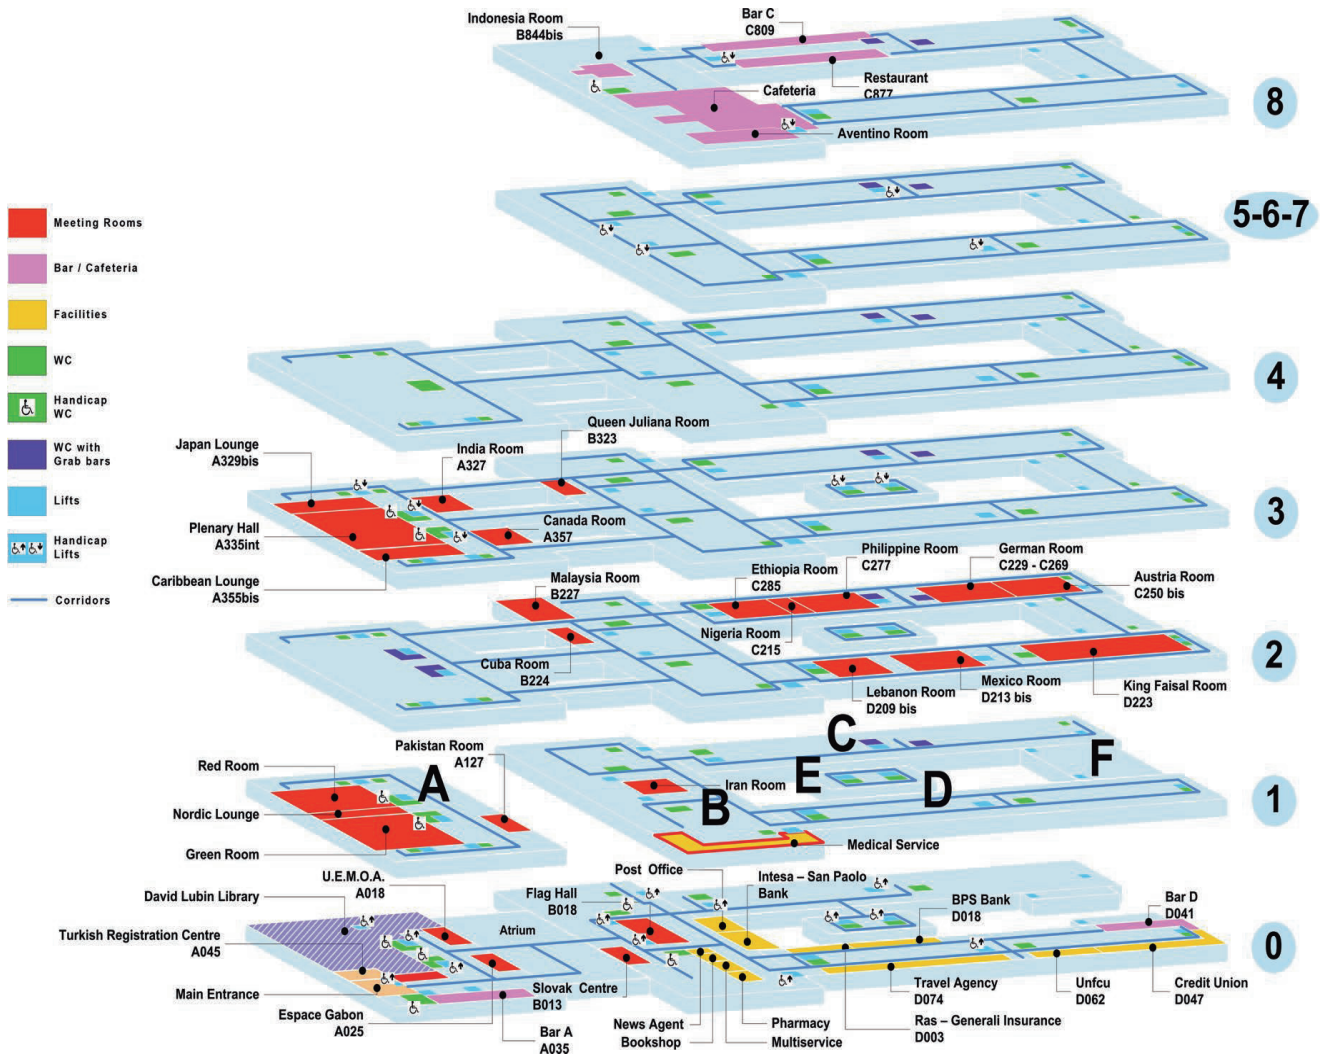 Indonesia Room
B844bis
Bar C
C809
Restaurant
C877
Cafeteria
Aventino Room
8
5-6-7
Meeting Rooms
Bar / Cafeteria
Facilities
WC
Handicap
WC
WC with
Grab bars
Lifts
Handicap
Lifts
Corridors
4
Queen Juliana Room
B323
Japan Lounge
A329bis
India Room
A327
Plenary Hall
A335int
Canada Room
A357
Caribbean Lounge
A355bis
3
Malaysia Room
B227
Ethiopia Room
C285
Philippine Room
C277
German Room
C229 - C269
Austria Room
C250 bis
Nigeria Room
C215
Cuba Room
B224
Lebanon Room
D209 bis
Mexico Room
D213 bis
King Faisal Room
D223
2
Pakistan Room
A127
Red Room
Nordic Lounge
Green Room
A
Iran Room
B
C
E
D
F
Medical Service
1
U.E.M.O.A.
A018
David Lubin Library
Turkish Registration Centre
A045
Main Entrance
Espace Gabon
A025
Bar A
A035
Atrium
Flag Hall
B018
Slovak Centre
B013
Post Office
Intesa – San Paolo
Bank
BPS Bank
D018
Bar D
D041
News Agent
Bookshop
Pharmacy
Multiservice
Travel Agency
D074
Ras – Generali Insurance
D003
Unfcu
D062
Credit Union
D047
0